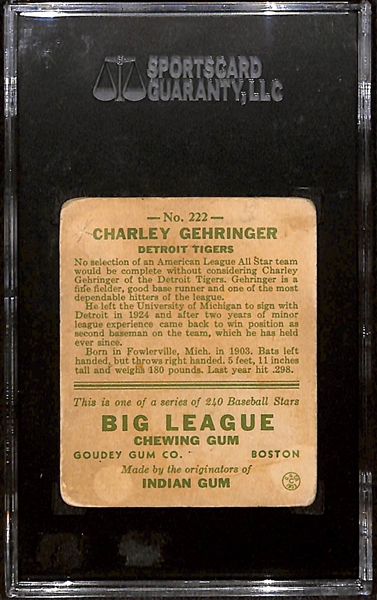 SPORTSCARD
GUARANTY, LLC
— No. 222 —
CHARLEY GEHRINGER
DETROIT TIGERS
No selection of an American League All Star team
would be complete without considering Charley
Gehringer of the Detroit Tigers. Gehringer is a
fife fielder, good base runner and one of the most
dependable hitters of the league.
He left the University of Michigan to sign with
Detroit in 1924 and after two years of minor
league experience came back to win position as
second baseman on the team, which he has held
ever since.
Born in Fowlerville, Mich. in 1903. Bats left
handed, but throws right handed. 5 feet, 11 inches
tall and weighs 180 pounds. Last year hit .298.
This is one of a series of 240 Baseball Stars
BIG LEAGUE
CHEWING GUM
GOUDEY GUM CO. BOSTON
Made by the originators of
INDIAN GUM